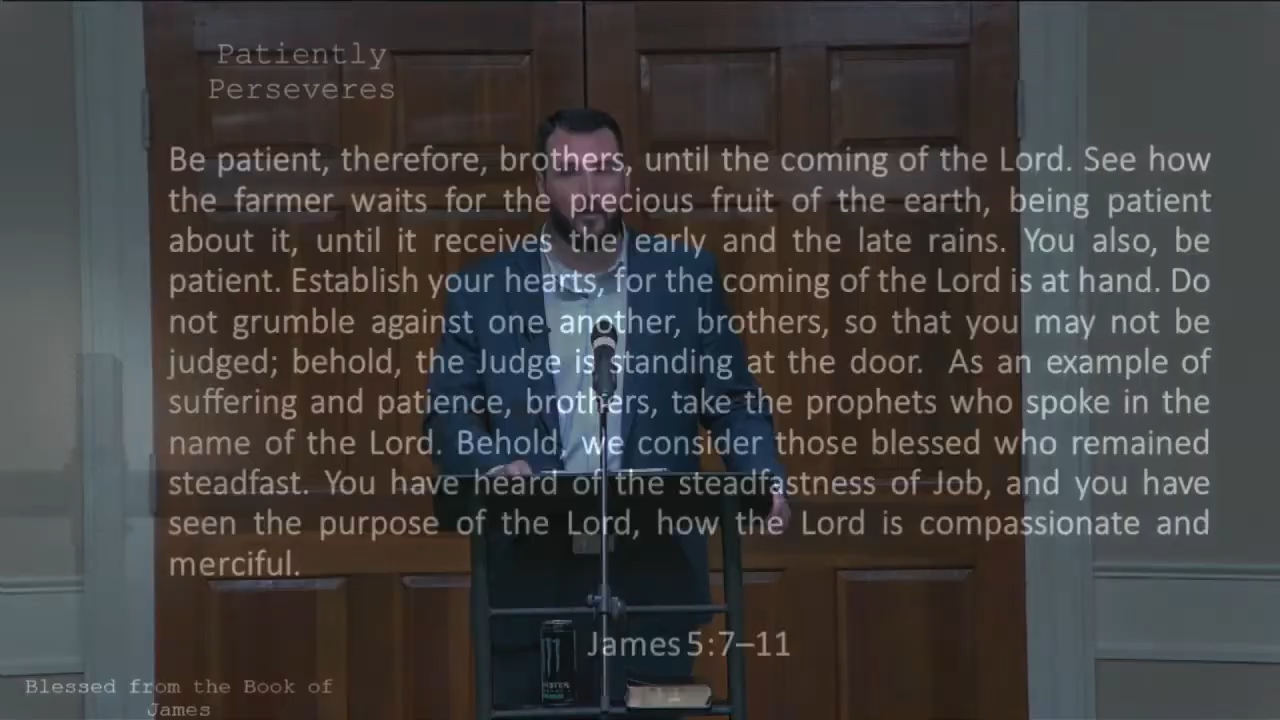 Patiently
Perseveres
Be patient, therefore, brothers, until the coming of the Lord. See how
the farmer waits for the precious fruit of the earth, being patient
about it, until it receives the early and the late rains. You also, be
patient. Establish your hearts, for the coming of the Lord is at hand. Do
not grumble against one another, brothers, so that you may not be
judged; behold, the Judge is standing at the door. As an example of
suffering and patience, brothers, take the prophets who spoke in the
name of the Lord. Behold, we consider those blessed who remained
steadfast. You have heard of the steadfastness of Job, and you have
seen the purpose of the Lord, how the Lord is compassionate and
merciful.
James 5:7–11
Blessed from the Book of
James